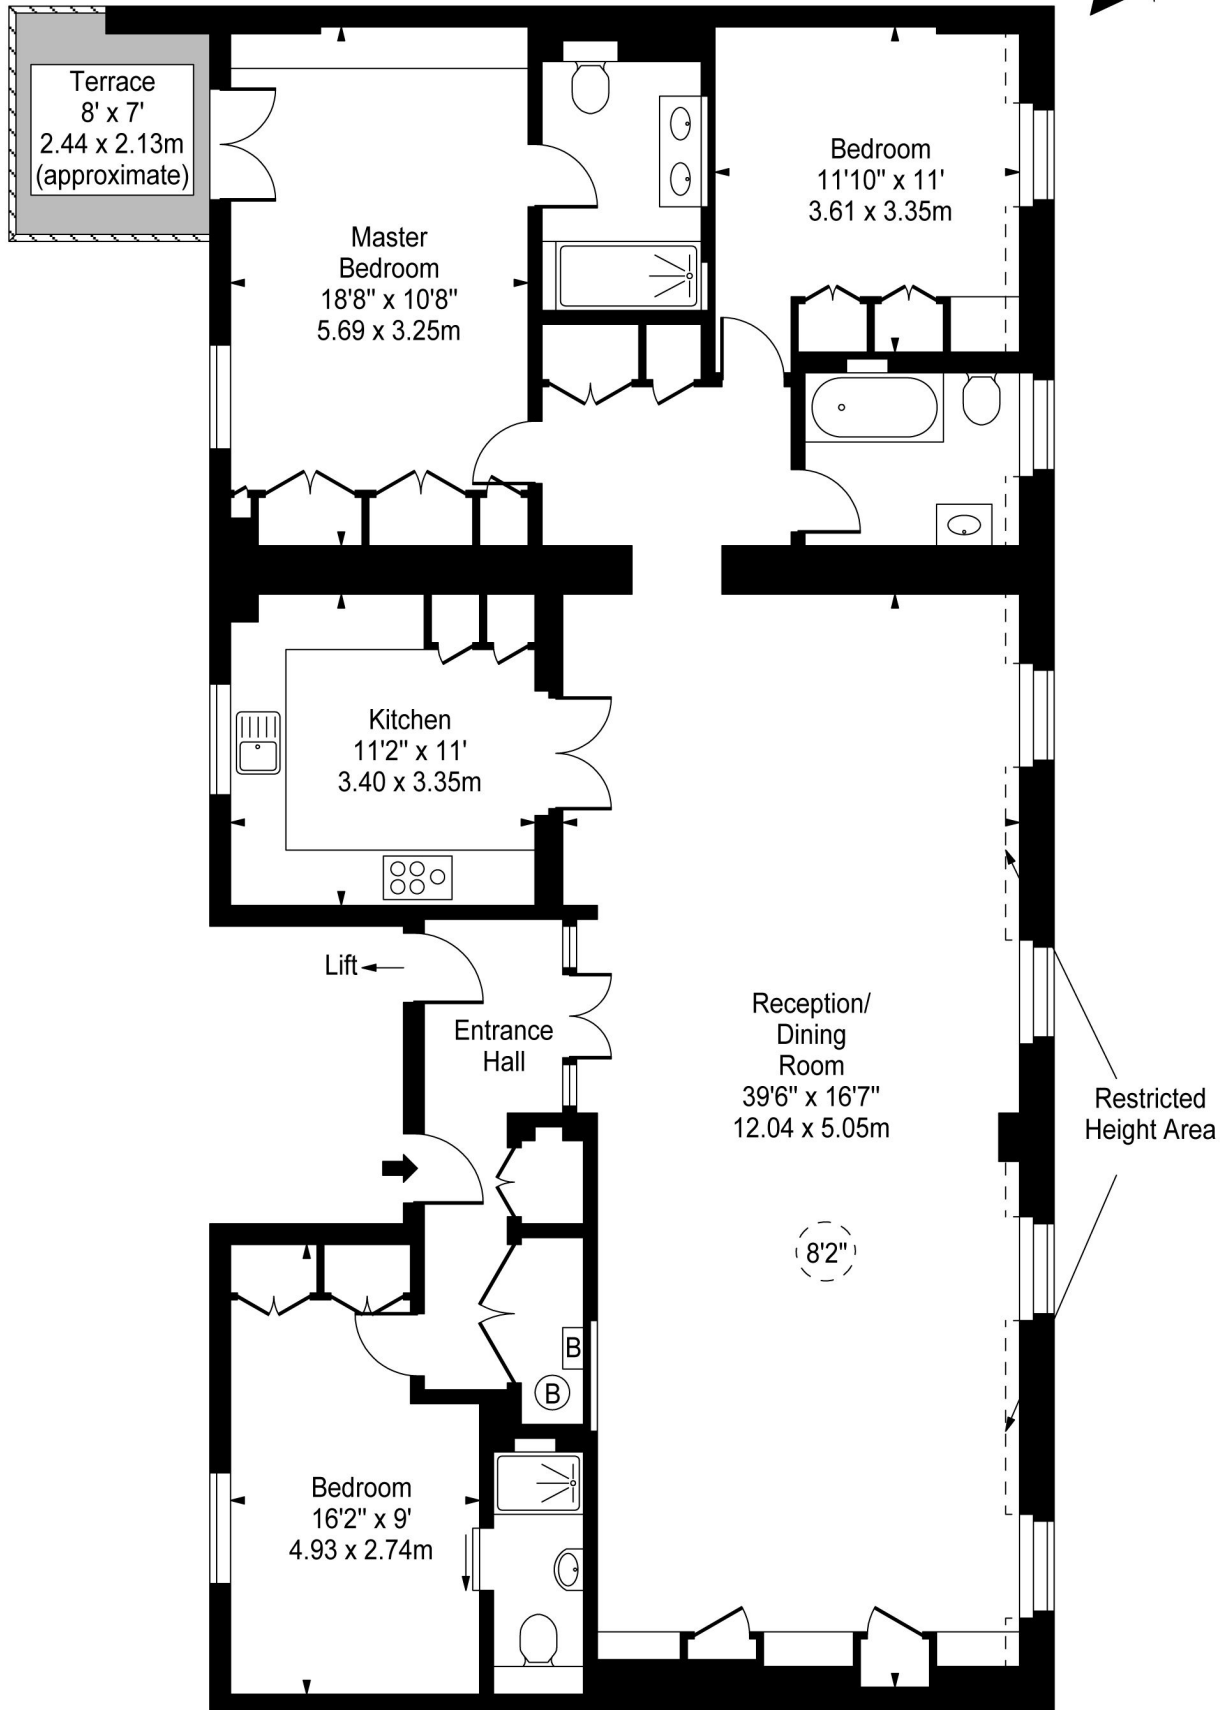 Terrace
8' x 7'
2.44 x 2.13m
(approximate)
Master
Bedroom
18'8" x 10'8"
5.69 x 3.25m
Bedroom
11'10" x 11'
3.61 x 3.35m
Kitchen
11'2" x 11'
3.40 x 3.35m
Lift
Entrance
Hall
Reception/
Dining
Room
39'6" x 16'7"
12.04 x 5.05m
Restricted
Height Area
8'2"
B
B
Bedroom
16'2" x 9'
4.93 x 2.74m